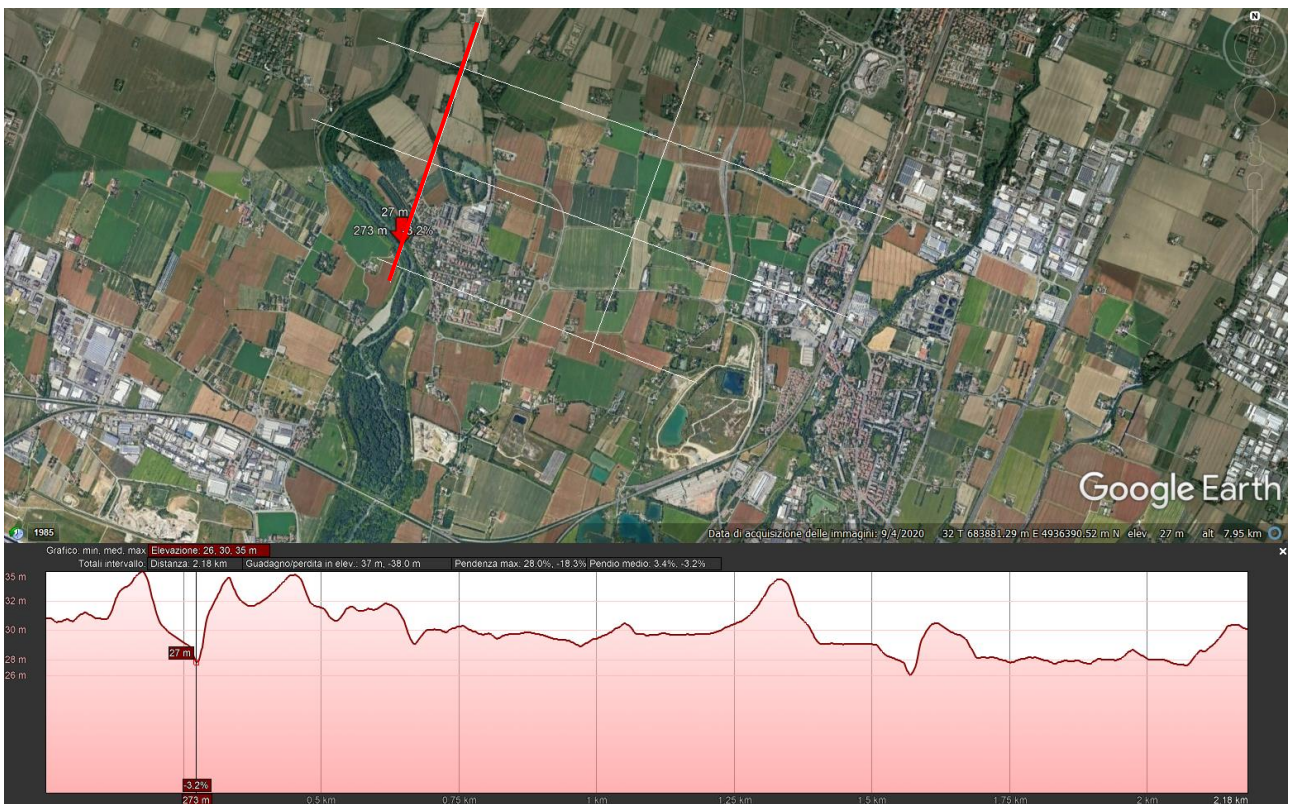 N
27 m
273 m -3.2%
Google Earth
1985
Data di acquisizione delle immagini: 9/4/2020 32 T 683881.29 m E 4936390.52 m N elev 27 m alt 7.95 km
Grafico: min, med, max Elevazione: 26, 30, 35 m
Totali intervallo: Distanza: 2.18 km Guadagno/perdita in elev.: 37 m, -38.0 m Pendenza max: 28.0%, -18.3% Pendio medio: 3.4%, -3.2%
35 m
32 m
30 m
28 m
26 m
27 m
-3.2%
273 m 0.5 km 0.75 km 1 km 1.25 km 1.5 km 1.75 km 2 km 2.18 km